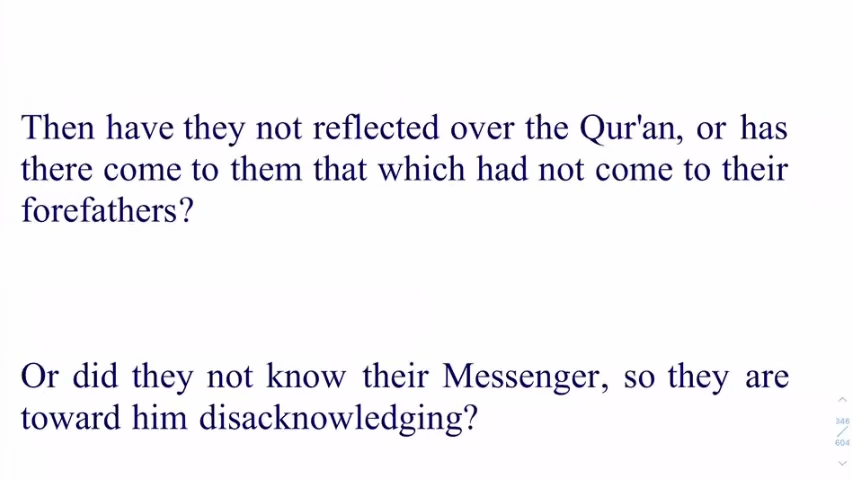 Then have they not reflected over the Qur'an, or has
there come to them that which had not come to their
forefathers?
Or did they not know their Messenger, so they are
toward him disacknowledging?
346
604